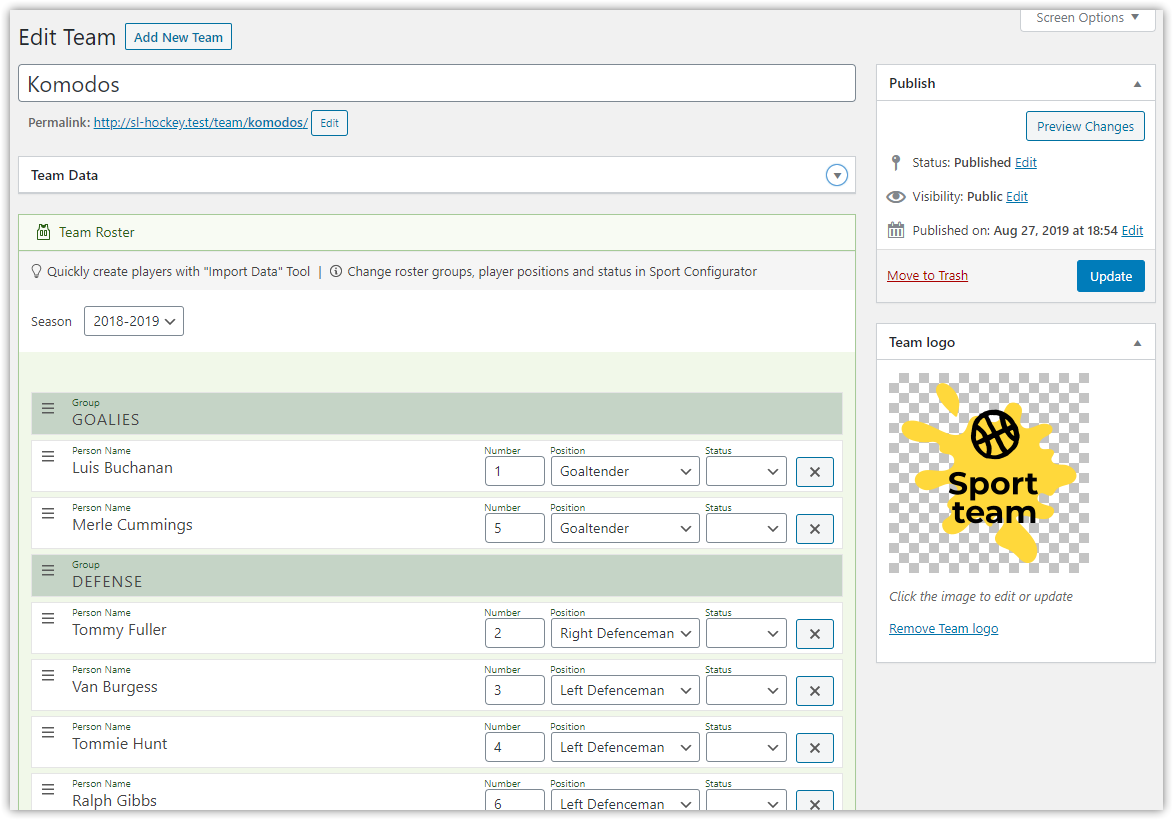 Screen Options
Edit Team
Add New Team
Komodos
Permalink: http://sl-hockey.test/team/komodos/ Edit
Team Data
Team Roster
Quickly create players with "Import Data" Tool | Change roster groups, player positions and status in Sport Configurator
Season 2018-2019
Group
GOALIES
Person Name Number Position Status
Luis Buchanan 1 Goaltender
Person Name Number Position Status
Merle Cummings 5 Goaltender
Group
DEFENSE
Person Name Number Position Status
Tommy Fuller 2 Right Defenceman
Person Name Number Position Status
Van Burgess 3 Left Defenceman
Person Name Number Position Status
Tommie Hunt 4 Left Defenceman
Person Name Number Position Status
Ralph Gibbs 6 Left Defenceman
Publish
Preview Changes
Status: Published Edit
Visibility: Public Edit
Published on: Aug 27, 2019 at 18:54 Edit
Move to Trash
Update
Team logo
Sport
team
Click the image to edit or update
Remove Team logo